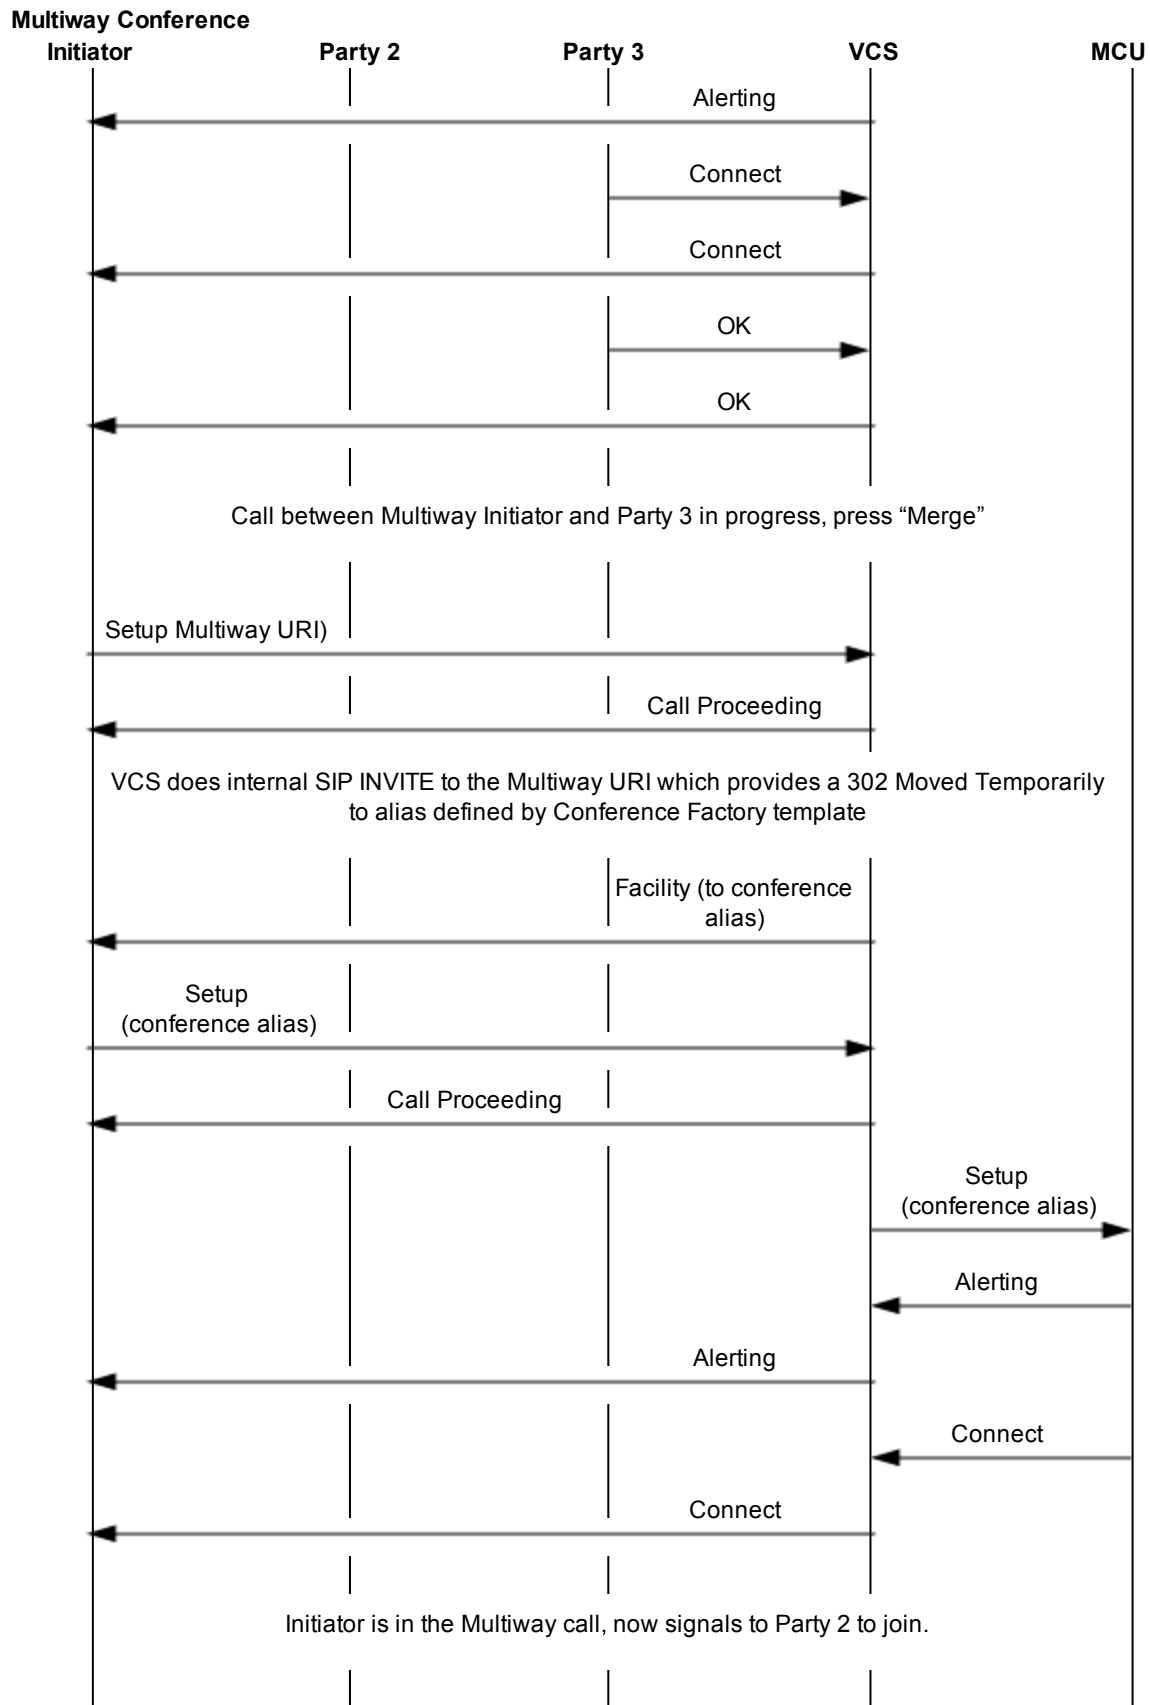 Multiway Conference
Initiator Party 2 Party 3 VCS MCU
Alerting
Connect
Connect
OK
OK
Call between Multiway Initiator and Party 3 in progress, press “Merge”
Setup Multiway URI)
Call Proceeding
VCS does internal SIP INVITE to the Multiway URI which provides a 302 Moved Temporarily
to alias defined by Conference Factory template
Facility (to conference
alias)
Setup
(conference alias)
Call Proceeding
Setup
(conference alias)
Alerting
Alerting
Connect
Connect
Initiator is in the Multiway call, now signals to Party 2 to join.